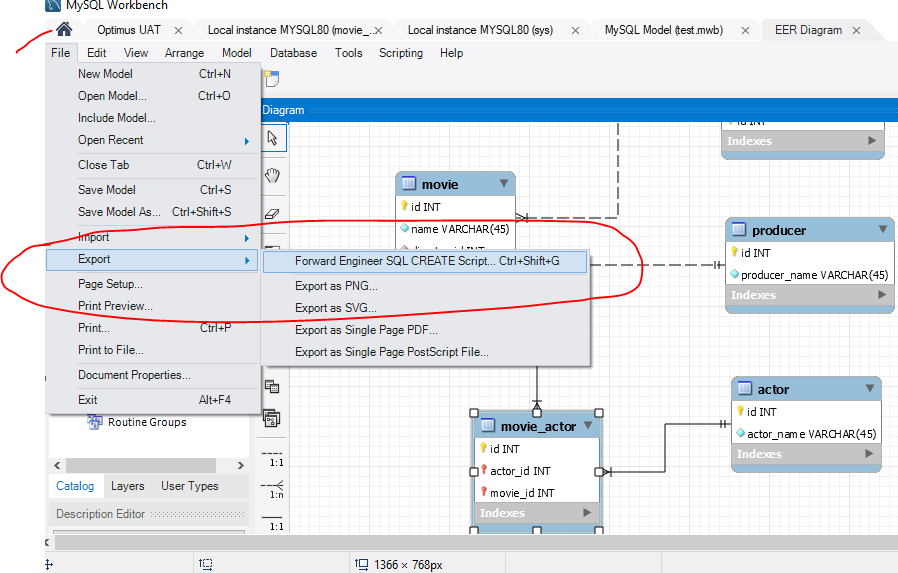 MySQL Workbench
Optimus UAT × Local instance MYSQL80 (movie_... × Local instance MYSQL80 (sys) × MySQL Model (test.mwb) × EER Diagram ×
File Edit View Arrange Model Database Tools Scripting Help
New Model Ctrl+N
Open Model... Ctrl+O
Include Model...
Open Recent
Close Tab Ctrl+W
Save Model Ctrl+S
Save Model As... Ctrl+Shift+S
Import
Export
Page Setup...
Print Preview...
Print... Ctrl+P
Print to File...
Document Properties...
Exit Alt+F4
Forward Engineer SQL CREATE Script... Ctrl+Shift+G
Export as PNG...
Export as SVG...
Export as Single Page PDF...
Export as Single Page PostScript File...
Diagram
id INT
Indexes
movie
id INT
name VARCHAR(45)
producer
id INT
producer_name VARCHAR(45)
Indexes
actor
id INT
actor_name VARCHAR(45)
Indexes
movie_actor
id INT
actor_id INT
movie_id INT
Indexes
Routine Groups
Catalog Layers User Types
Description Editor
1:1
1:n
1:1
1366 × 768px